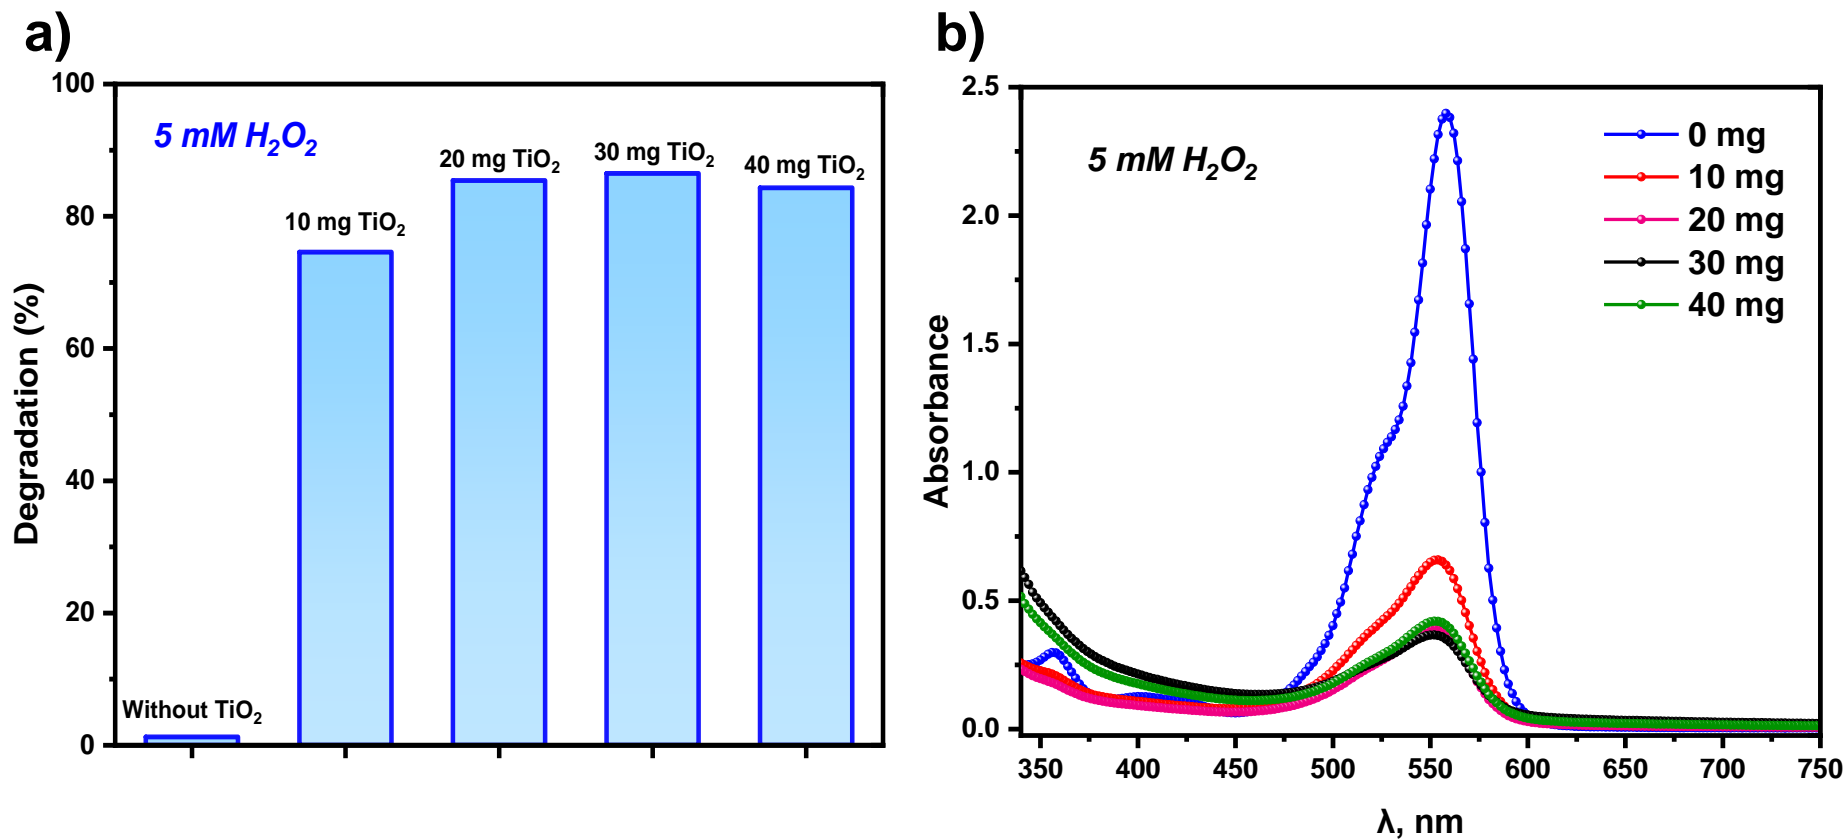 a)
100
80
60
40
20
0
Degradation (%)
5 mM H₂O₂
Without TiO₂
10 mg TiO₂
20 mg TiO₂
30 mg TiO₂
40 mg TiO₂
b)
2.5
2.0
1.5
1.0
0.5
0.0
Absorbance
5 mM H₂O₂
0 mg
10 mg
20 mg
30 mg
40 mg
350 400 450 500 550 600 650 700 750
λ, nm